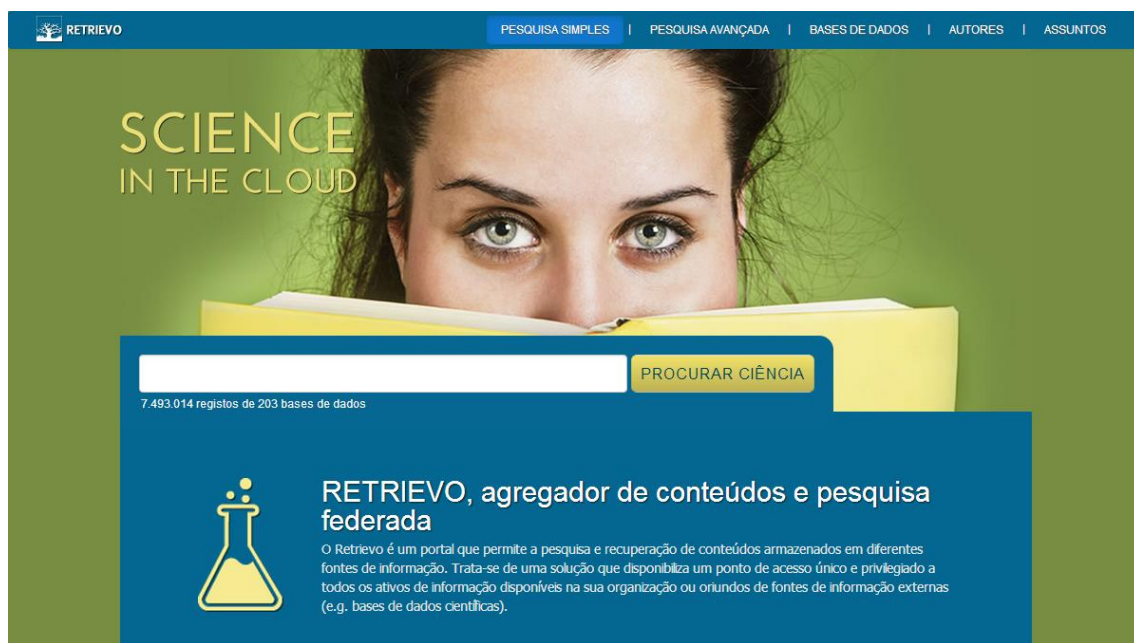 RETRIEVO
PESQUISA SIMPLES | PESQUISA AVANÇADA | BASES DE DADOS | AUTORES | ASSUNTOS
SCIENCE
IN THE CLOUD
PROCURAR CIÊNCIA
7.493.014 registos de 203 bases de dados
RETRIEVO, agregador de conteúdos e pesquisa
federada
O Retrievo é um portal que permite a pesquisa e recuperação de conteúdos armazenados em diferentes
fontes de informação. Trata-se de uma solução que disponibiliza um ponto de acesso único e privilegiado a
todos os ativos de informação disponíveis na sua organização ou oriundos de fontes de informação externas
(e.g. bases de dados científicas).